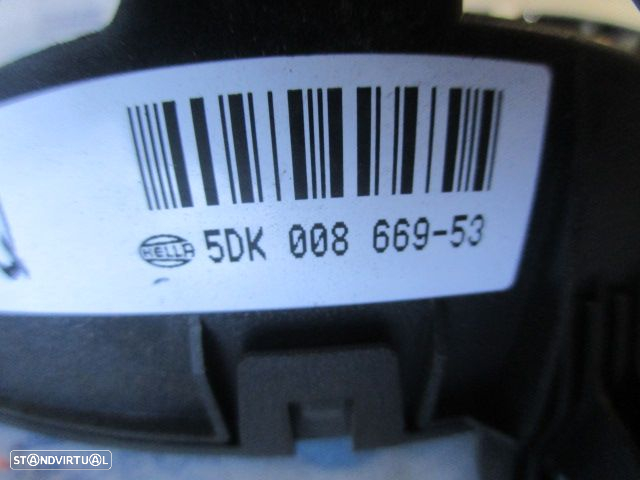 HELLA 5DK 008 669-53
STANDVIRTUAL